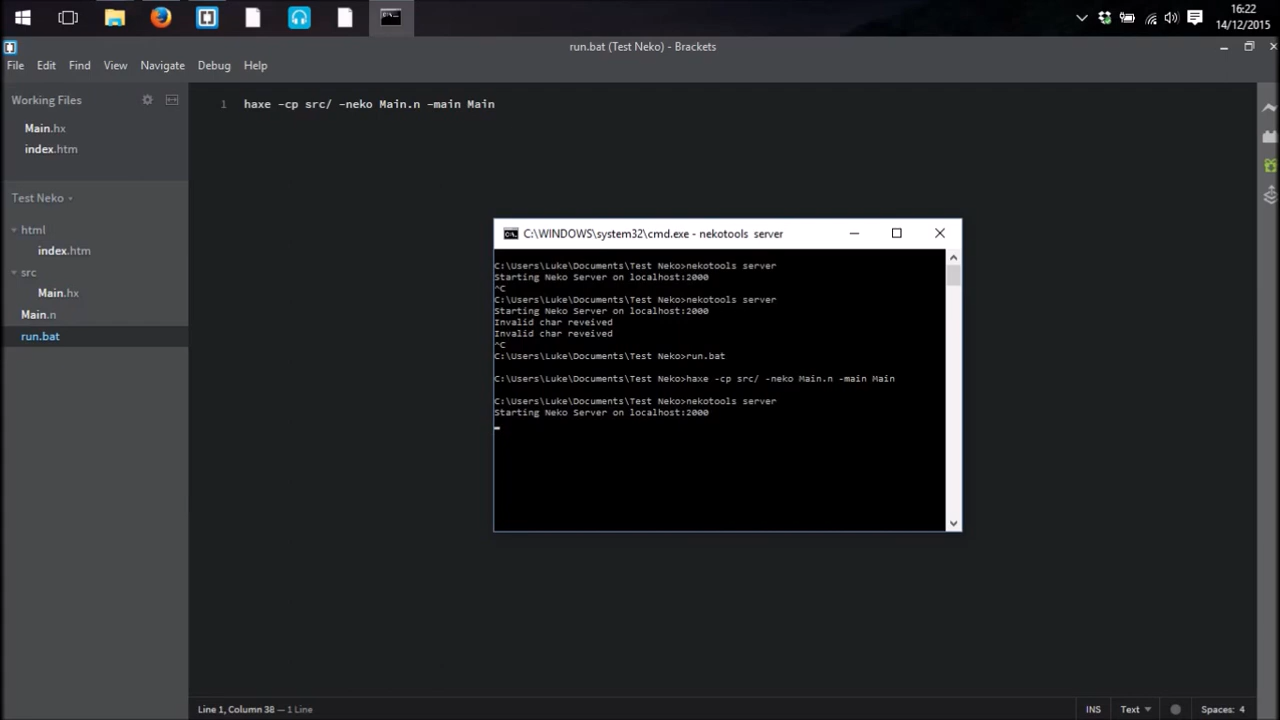 16:22
14/12/2015
run.bat (Test Neko) - Brackets
File Edit Find View Navigate Debug Help
Working Files
Main.hx
index.htm
Test Neko
html
index.htm
src
Main.hx
Main.n
run.bat
1 haxe -cp src/ -neko Main.n -main Main
C:\WINDOWS\system32\cmd.exe - nekotools server
C:\Users\Luke\Documents\Test Neko>nekotools server
Starting Neko Server on localhost:2000
^C
C:\Users\Luke\Documents\Test Neko>nekotools server
Starting Neko Server on localhost:2000
Invalid char reveived
Invalid char reveived
^C
C:\Users\Luke\Documents\Test Neko>run.bat
C:\Users\Luke\Documents\Test Neko>haxe -cp src/ -neko Main.n -main Main
C:\Users\Luke\Documents\Test Neko>nekotools server
Starting Neko Server on localhost:2000
Line 1, Column 38 — 1 Line
INS Text Spaces: 4